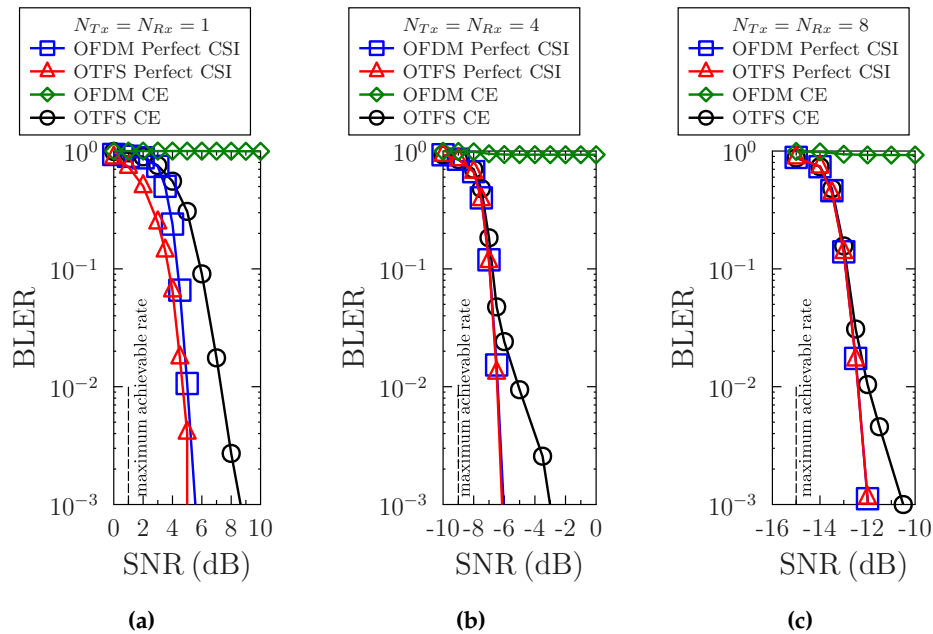 N_{Tx} = N_{Rx} = 1
OFDM Perfect CSI
OTFS Perfect CSI
OFDM CE
OTFS CE
10^0
10^{-1}
10^{-2}
10^{-3}
BLER
maximum achievable rate
0 2 4 6 8 10
SNR (dB)
(a)
N_{Tx} = N_{Rx} = 4
OFDM Perfect CSI
OTFS Perfect CSI
OFDM CE
OTFS CE
10^0
10^{-1}
10^{-2}
10^{-3}
BLER
maximum achievable rate
-10 -8 -6 -4 -2 0
SNR (dB)
(b)
N_{Tx} = N_{Rx} = 8
OFDM Perfect CSI
OTFS Perfect CSI
OFDM CE
OTFS CE
10^0
10^{-1}
10^{-2}
10^{-3}
BLER
maximum achievable rate
-16 -14 -12 -10
SNR (dB)
(c)